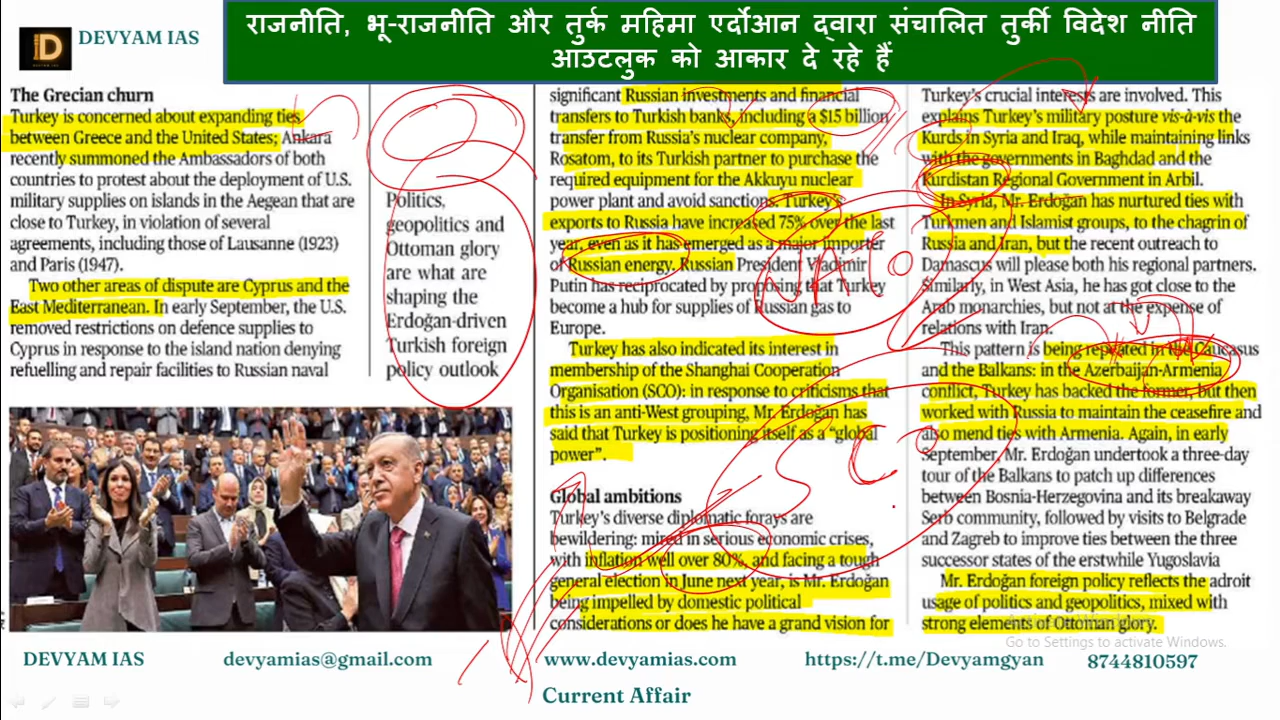 DEVYAM IAS
राजनीति, भू-राजनीति और तुर्क महिमा एर्दोआन द्वारा संचालित तुर्की विदेश नीति
आउटलुक को आकार दे रहे हैं
The Grecian churn
Turkey is concerned about expanding ties
between Greece and the United States; Ankara
recently summoned the Ambassadors of both
countries to protest about the deployment of U.S.
military supplies on islands in the Aegean that are
close to Turkey, in violation of several
agreements, including those of Lausanne (1923)
and Paris (1947).
Two other areas of dispute are Cyprus and the
East Mediterranean. In early September, the U.S.
removed restrictions on defence supplies to
Cyprus in response to the island nation denying
refuelling and repair facilities to Russian naval
Politics,
geopolitics and
Ottoman glory
are what are
shaping the
Erdoğan-driven
Turkish foreign
policy outlook
significant Russian investments and financial
transfers to Turkish banks, including a $15 billion
transfer from Russia's nuclear company,
Rosatom, to its Turkish partner to purchase the
required equipment for the Akkuyu nuclear
power plant and avoid sanctions. Turkey's
exports to Russia have increased 75% over the last
year, even as it has emerged as a major importer
of Russian energy. Russian President Vladimir
Putin has reciprocated by proposing that Turkey
become a hub for supplies of Russian gas to
Europe.
Turkey has also indicated its interest in
membership of the Shanghai Cooperation
Organisation (SCO): in response to criticisms that
this is an anti-West grouping, Mr. Erdoğan has
said that Turkey is positioning itself as a "global
power".
Global ambitions
Turkey's diverse diplomatic forays are
bewildering: mired in serious economic crises,
with inflation well over 80%, and facing a tough
general election in June next year, is Mr. Erdoğan
being impelled by domestic political
considerations or does he have a grand vision for
Turkey's crucial interests are involved. This
explains Turkey's military posture vis-à-vis the
Kurds in Syria and Iraq, while maintaining links
with the governments in Baghdad and the
Kurdistan Regional Government in Arbil.
In Syria, Mr. Erdoğan has nurtured ties with
Turkmen and Islamist groups, to the chagrin of
Russia and Iran, but the recent outreach to
Damascus will please both his regional partners.
Similarly, in West Asia, he has got close to the
Arab monarchies, but not at the expense of
relations with Iran.
This pattern is being repeated in the Caucasus
and the Balkans: in the Azerbaijan-Armenia
conflict, Turkey has backed the former, but then
worked with Russia to maintain the ceasefire and
also mend ties with Armenia. Again, in early
September, Mr. Erdoğan undertook a three-day
tour of the Balkans to patch up differences
between Bosnia-Herzegovina and its breakaway
Serb community, followed by visits to Belgrade
and Zagreb to improve ties between the three
successor states of the erstwhile Yugoslavia
Mr. Erdoğan foreign policy reflects the adroit
usage of politics and geopolitics, mixed with
strong elements of Ottoman glory.
SCO
Activate Windows
Go to Settings to activate Windows.
DEVYAM IAS devyamias@gmail.com www.devyamias.com https://t.me/Devyamgyan 8744810597
Current Affair